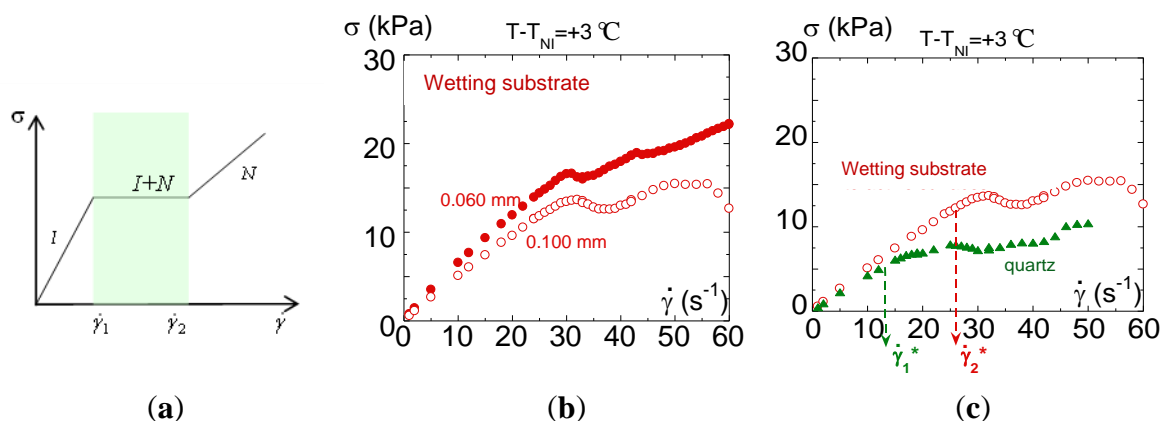 σ
I
I+N
N
γ̇₁
γ̇₂
γ̇
(a)
σ (kPa)
T-T_NI=+3 ℃
30
Wetting substrate
20
0.060 mm
10
0.100 mm
γ̇ (s⁻¹)
0
0 10 20 30 40 50 60
(b)
σ (kPa)
T-T_NI=+3 ℃
30
20
Wetting substrate
10
quartz
γ̇ (s⁻¹)
0
0 10 20 30 40 50 60
γ̇₁*
γ̇₂*
(c)